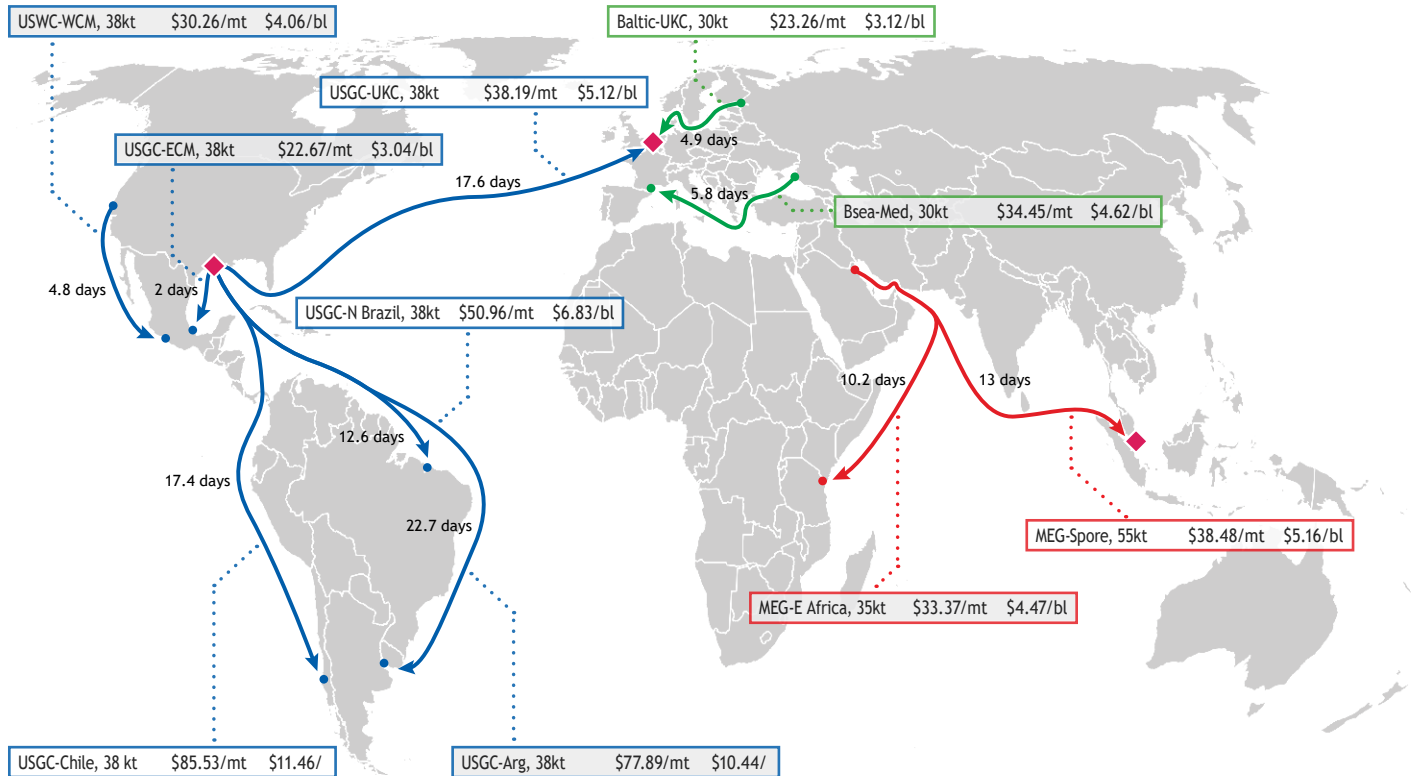 USWC-WCM, 38kt $30.26/mt $4.06/bl
Baltic-UKC, 30kt $23.26/mt $3.12/bl
USGC-UKC, 38kt $38.19/mt $5.12/bl
USGC-ECM, 38kt $22.67/mt $3.04/bl
4.9 days
17.6 days
5.8 days
Bsea-Med, 30kt $34.45/mt $4.62/bl
4.8 days
2 days
USGC-N Brazil, 38kt $50.96/mt $6.83/bl
10.2 days
13 days
12.6 days
17.4 days
22.7 days
MEG-Spore, 55kt $38.48/mt $5.16/bl
MEG-E Africa, 35kt $33.37/mt $4.47/bl
USGC-Chile, 38 kt $85.53/mt $11.46/
USGC-Arg, 38kt $77.89/mt $10.44/